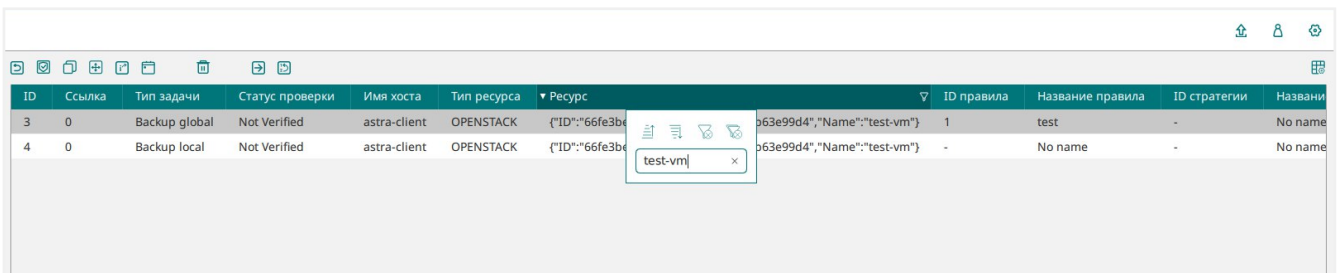 ID Ссылка Тип задачи Статус проверки Имя хоста Тип ресурса Ресурс ID правила Название правила ID стратегии Названи
3 0 Backup global Not Verified astra-client OPENSTACK {"ID":"66fe3be b63e99d4","Name":"test-vm"} 1 test - No name
4 0 Backup local Not Verified astra-client OPENSTACK {"ID":"66fe3be b63e99d4","Name":"test-vm"} - No name - No name
test-vm